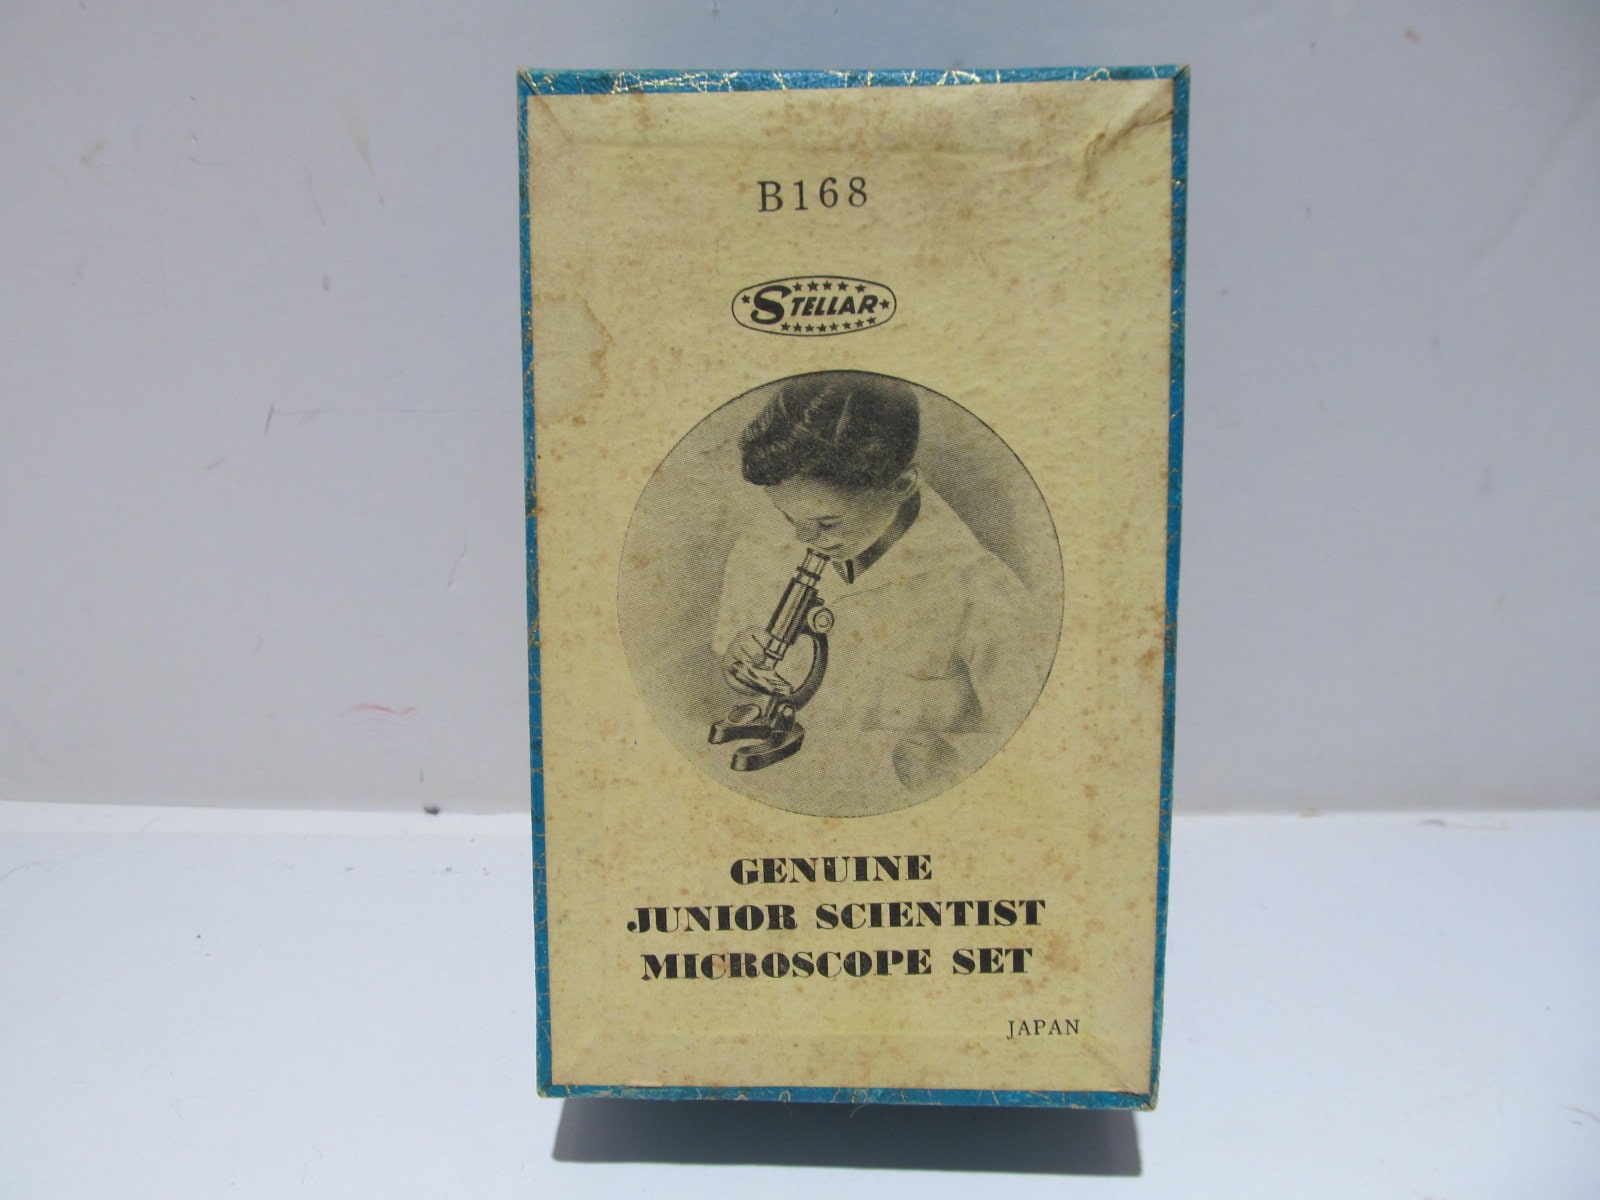 B168
STELLAR
GENUINE
JUNIOR SCIENTIST
MICROSCOPE SET
JAPAN